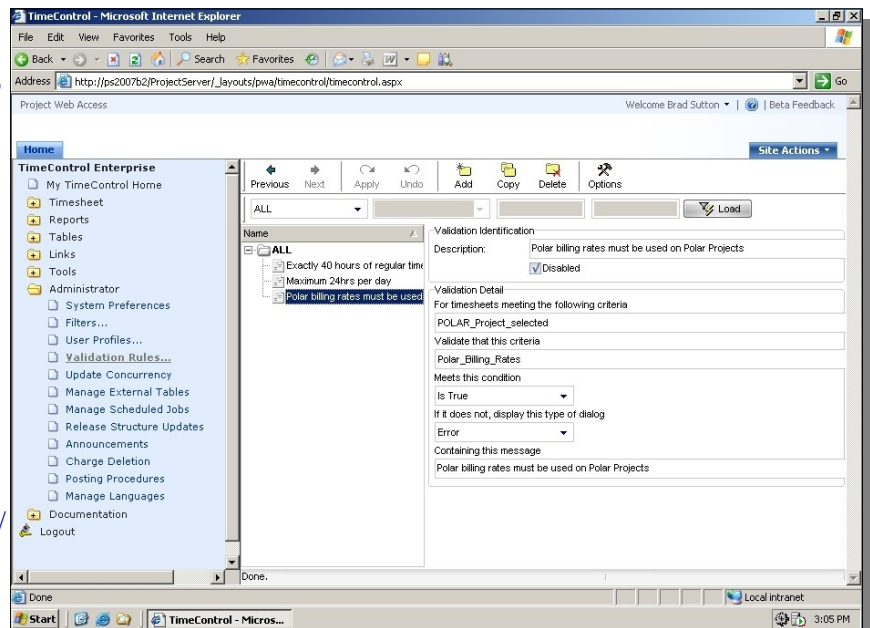 TimeControl - Microsoft Internet Explorer
File Edit View Favorites Tools Help
Back Search Favorites
Address http://ps2007b2/ProjectServer/_layouts/pwa/timecontrol/timecontrol.aspx Go
Project Web Access Welcome Brad Sutton | Beta Feedback
Home Site Actions
TimeControl Enterprise
My TimeControl Home
Timesheet
Reports
Tables
Links
Tools
Administrator
System Preferences
Filters...
User Profiles...
Validation Rules...
Update Concurrency
Manage External Tables
Manage Scheduled Jobs
Release Structure Updates
Announcements
Charge Deletion
Posting Procedures
Manage Languages
Documentation
Logout
Previous Next Apply Undo Add Copy Delete Options
ALL Load
Name
ALL
Exactly 40 hours of regular time
Maximum 24hrs per day
Polar billing rates must be used
Validation Identification
Description: Polar billing rates must be used on Polar Projects
Disabled
Validation Detail
For timesheets meeting the following criteria
POLAR_Project_selected
Validate that this criteria
Polar_Billing_Rates
Meets this condition
Is True
If it does not, display this type of dialog
Error
Containing this message
Polar billing rates must be used on Polar Projects
Done.
Done Local intranet
Start TimeControl - Micros... 3:05 PM